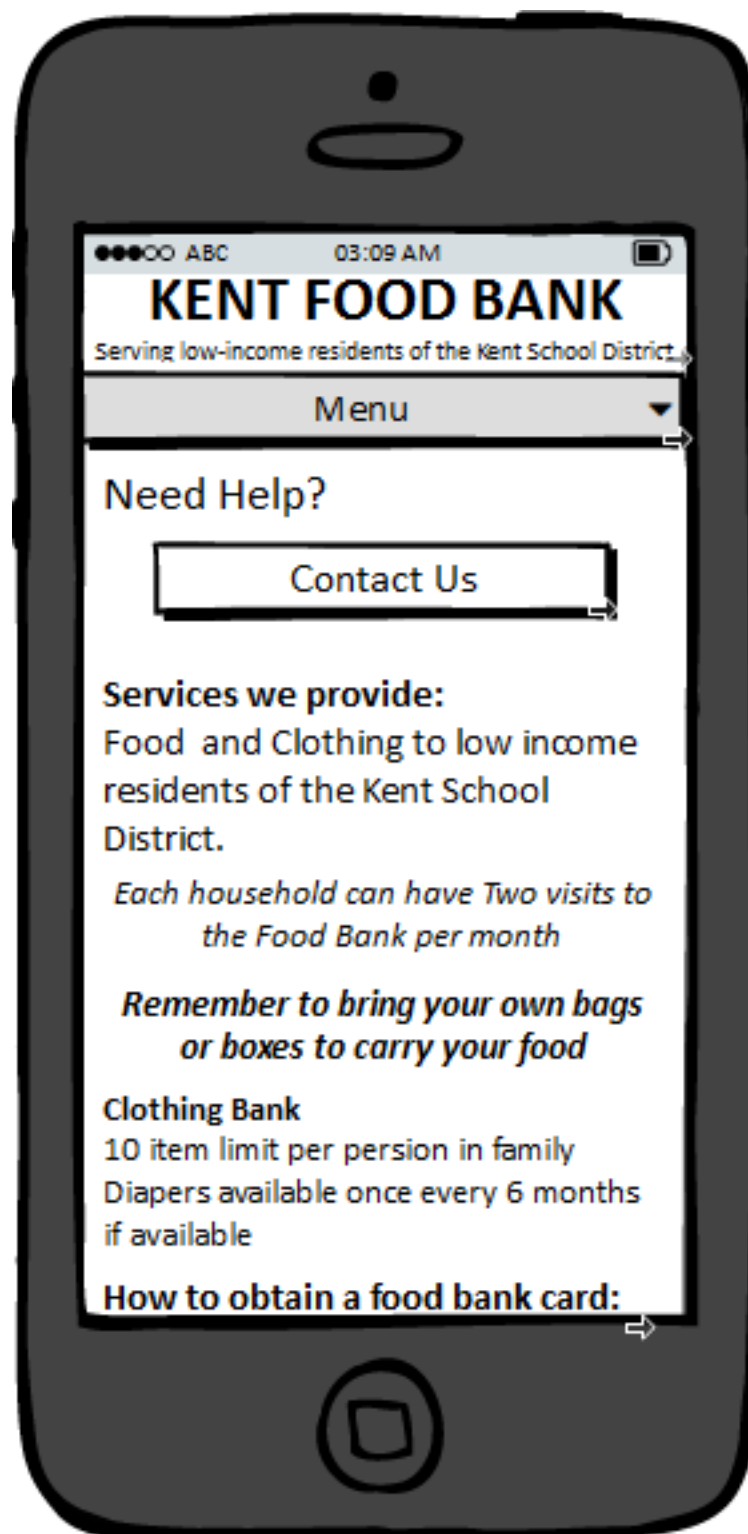 ABC 03:09 AM
KENT FOOD BANK
Serving low-income residents of the Kent School District
Menu
Need Help?
Contact Us
Services we provide:
Food and Clothing to low income
residents of the Kent School
District.
Each household can have Two visits to
the Food Bank per month
Remember to bring your own bags
or boxes to carry your food
Clothing Bank
10 item limit per persion in family
Diapers available once every 6 months
if available
How to obtain a food bank card: